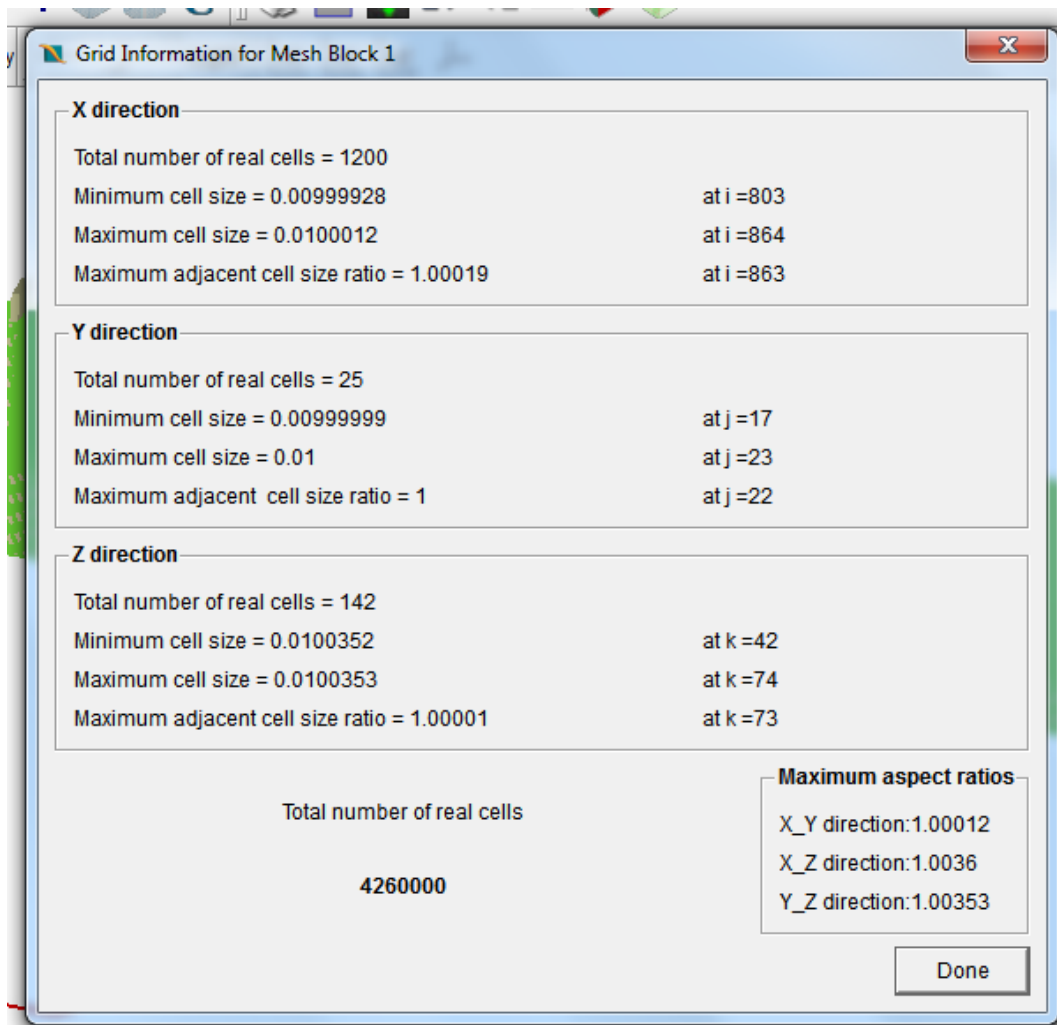 y
Grid Information for Mesh Block 1
X direction
Total number of real cells = 1200
Minimum cell size = 0.00999928 at i =803
Maximum cell size = 0.0100012 at i =864
Maximum adjacent cell size ratio = 1.00019 at i =863
Y direction
Total number of real cells = 25
Minimum cell size = 0.00999999 at j =17
Maximum cell size = 0.01 at j =23
Maximum adjacent  cell size ratio = 1 at j =22
Z direction
Total number of real cells = 142
Minimum cell size = 0.0100352 at k =42
Maximum cell size = 0.0100353 at k =74
Maximum adjacent cell size ratio = 1.00001 at k =73
Total number of real cells
4260000
Maximum aspect ratios
X_Y direction:1.00012
X_Z direction:1.0036
Y_Z direction:1.00353
Done